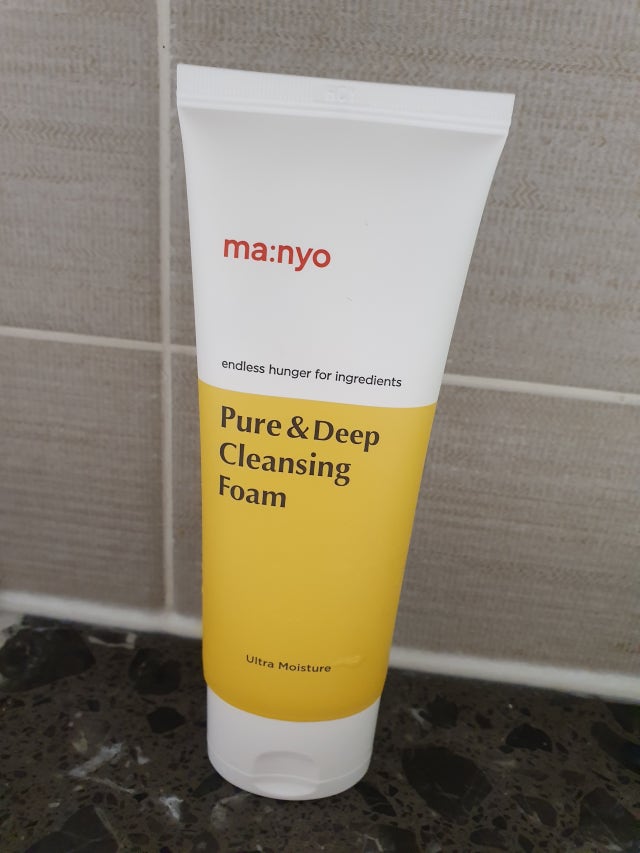 ma:nyo
endless hunger for ingredients
Pure & Deep
Cleansing
Foam
Ultra Moisture